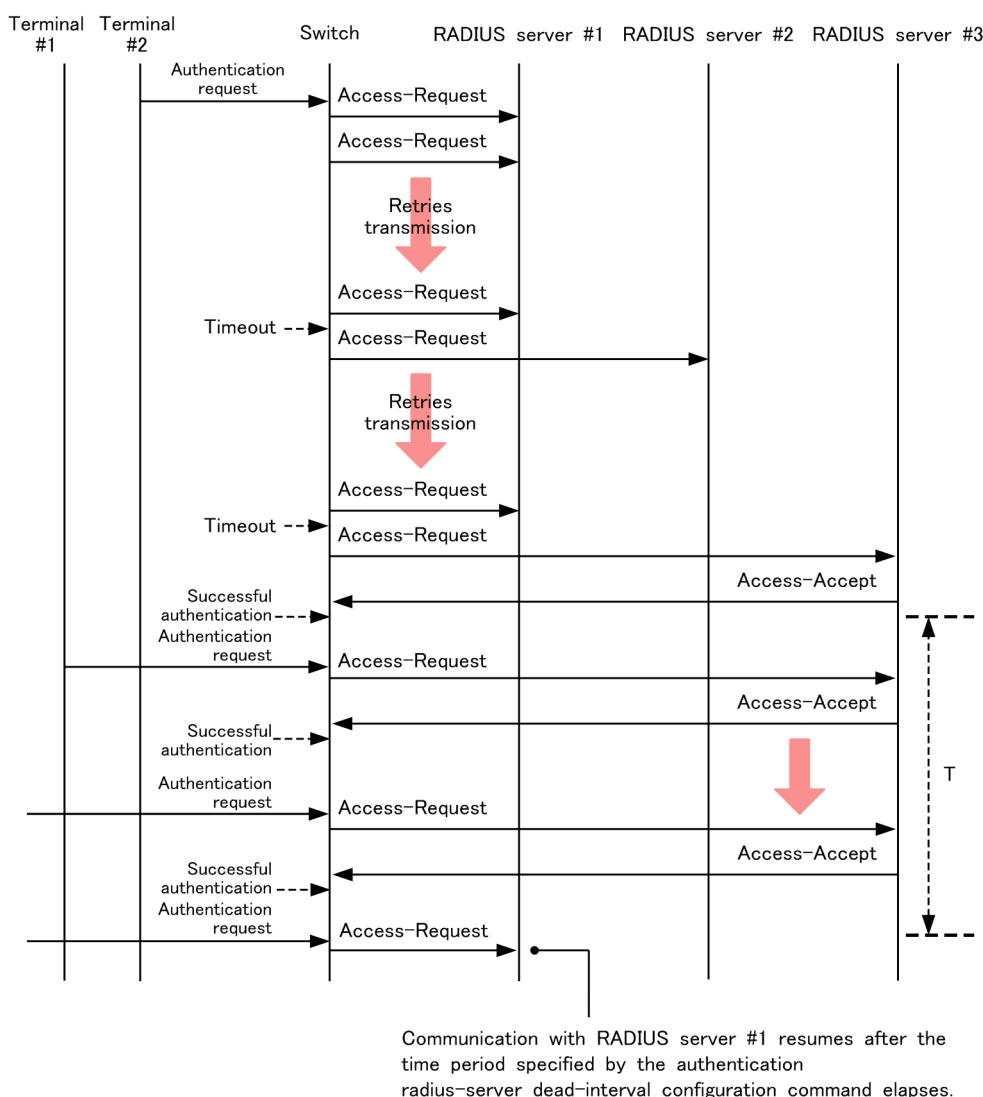 Terminal #1
Terminal #2
Switch
RADIUS server #1
RADIUS server #2
RADIUS server #3
Authentication
request
Access-Request
Access-Request
Retries
transmission
Access-Request
Timeout
Access-Request
Retries
transmission
Access-Request
Timeout
Access-Request
Access-Accept
Successful
authentication
Authentication
request
Access-Request
Access-Accept
Successful
authentication
T
Authentication
request
Access-Request
Access-Accept
Successful
authentication
Authentication
request
Access-Request
Communication with RADIUS server #1 resumes after the
time period specified by the authentication
radius-server dead-interval configuration command elapses.